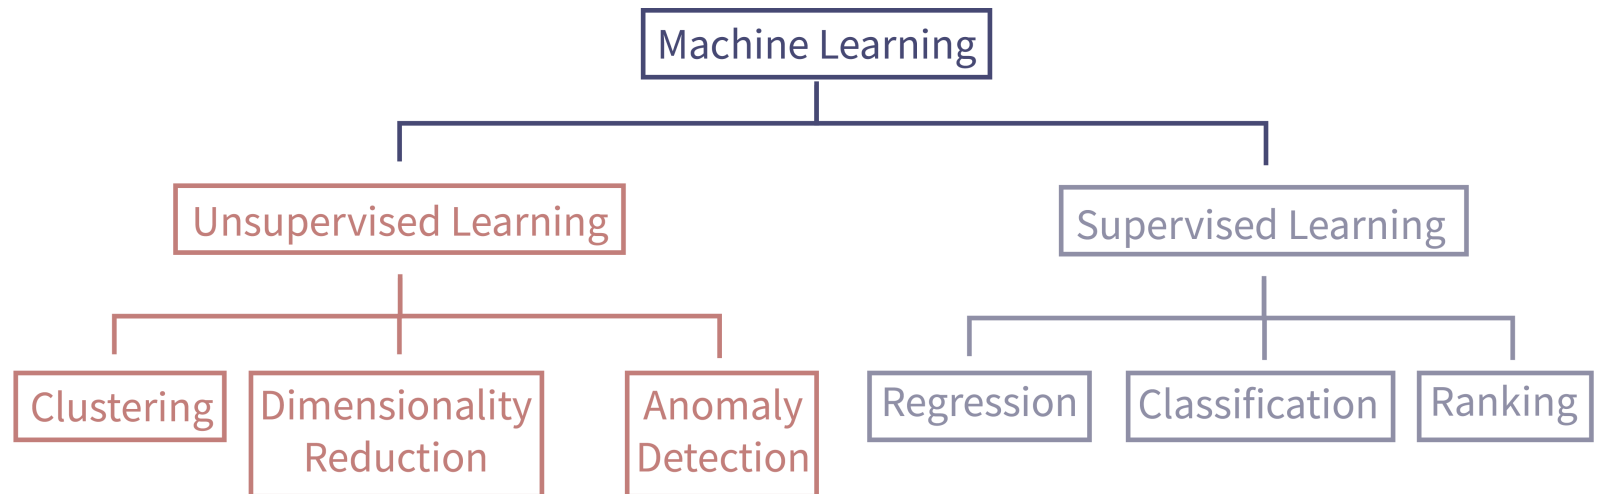 Machine Learning
Unsupervised Learning
Supervised Learning
Clustering
Dimensionality
Reduction
Anomaly
Detection
Regression
Classification
Ranking